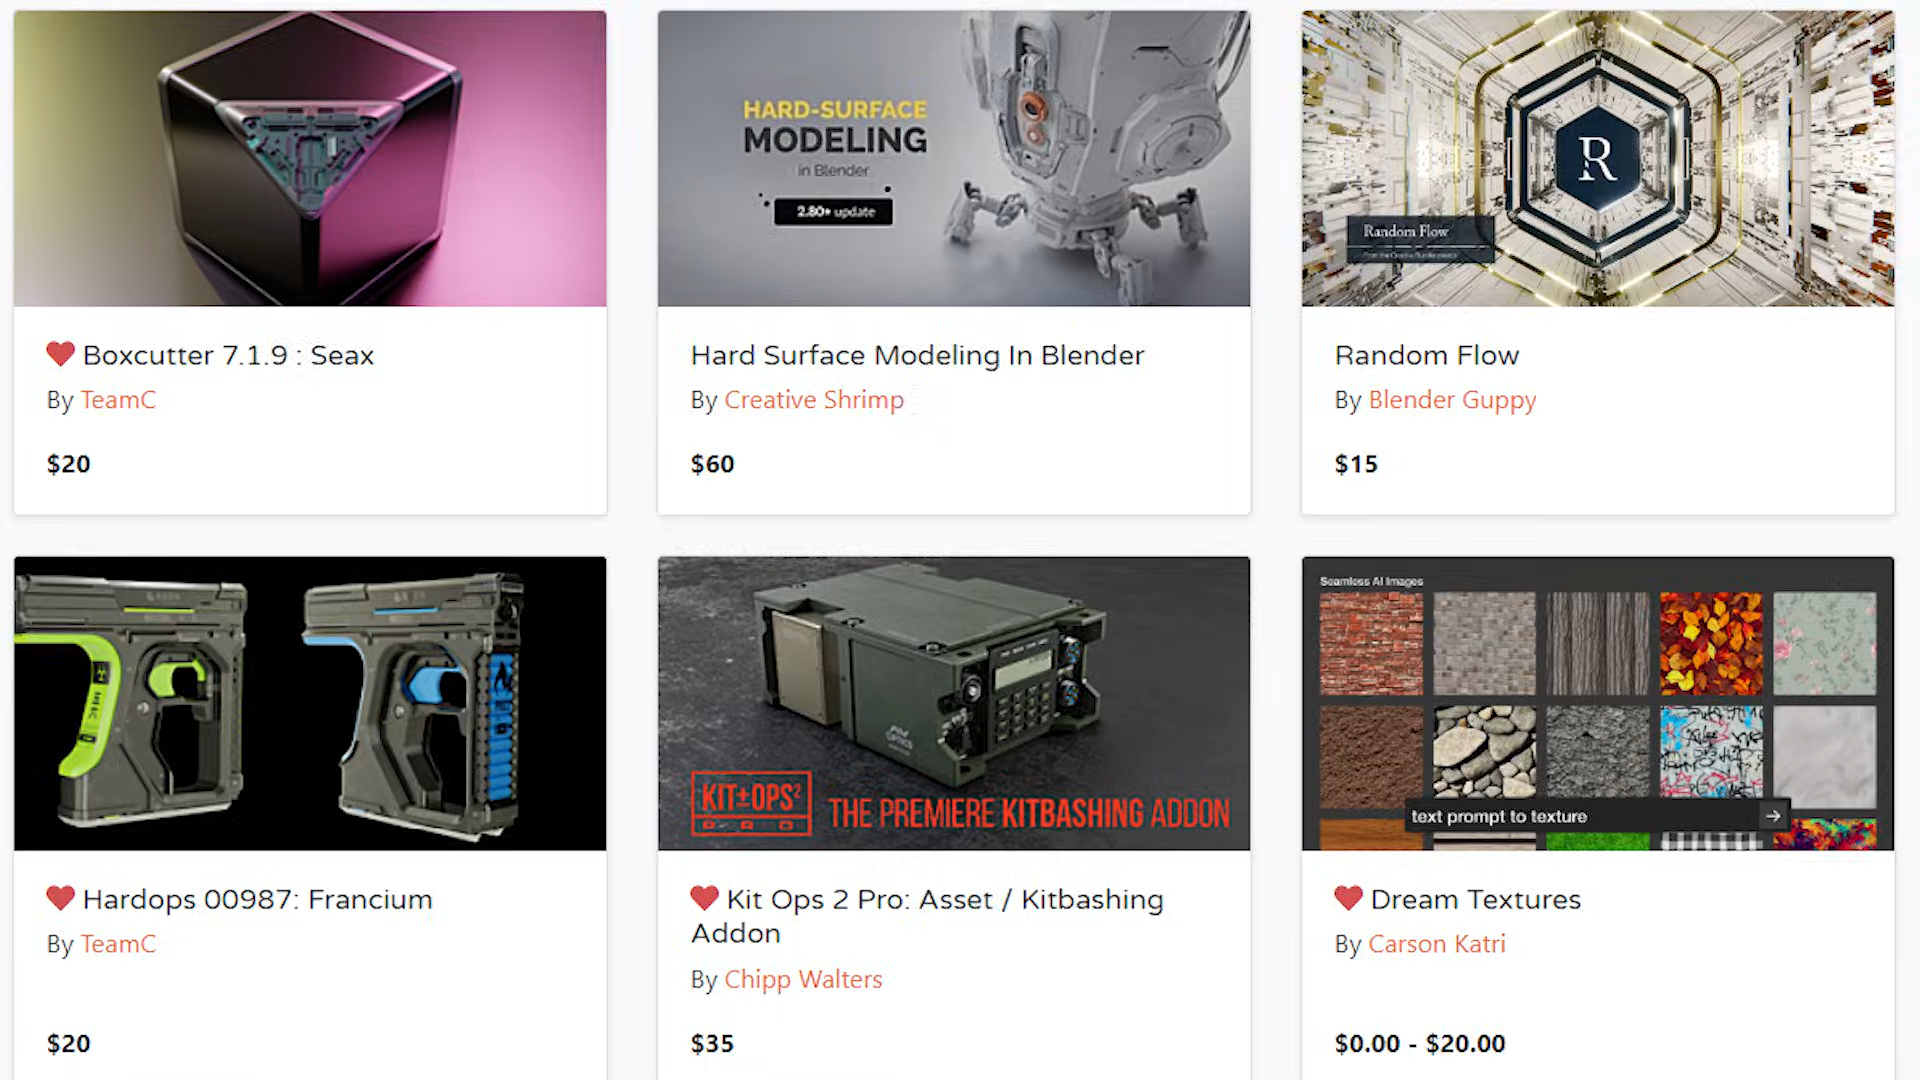 HARD-SURFACE
MODELING
in Blender
2.80+ update
R
Random Flow
Boxcutter 7.1.9 : Seax
By TeamC
$20
Hard Surface Modeling In Blender
By Creative Shrimp
$60
Random Flow
By Blender Guppy
$15
KIT±OPS²
THE PREMIERE KITBASHING ADDON
Seamless AI Images
text prompt to texture
Hardops 00987: Francium
By TeamC
$20
Kit Ops 2 Pro: Asset / Kitbashing
Addon
By Chipp Walters
$35
Dream Textures
By Carson Katri
$0.00 - $20.00